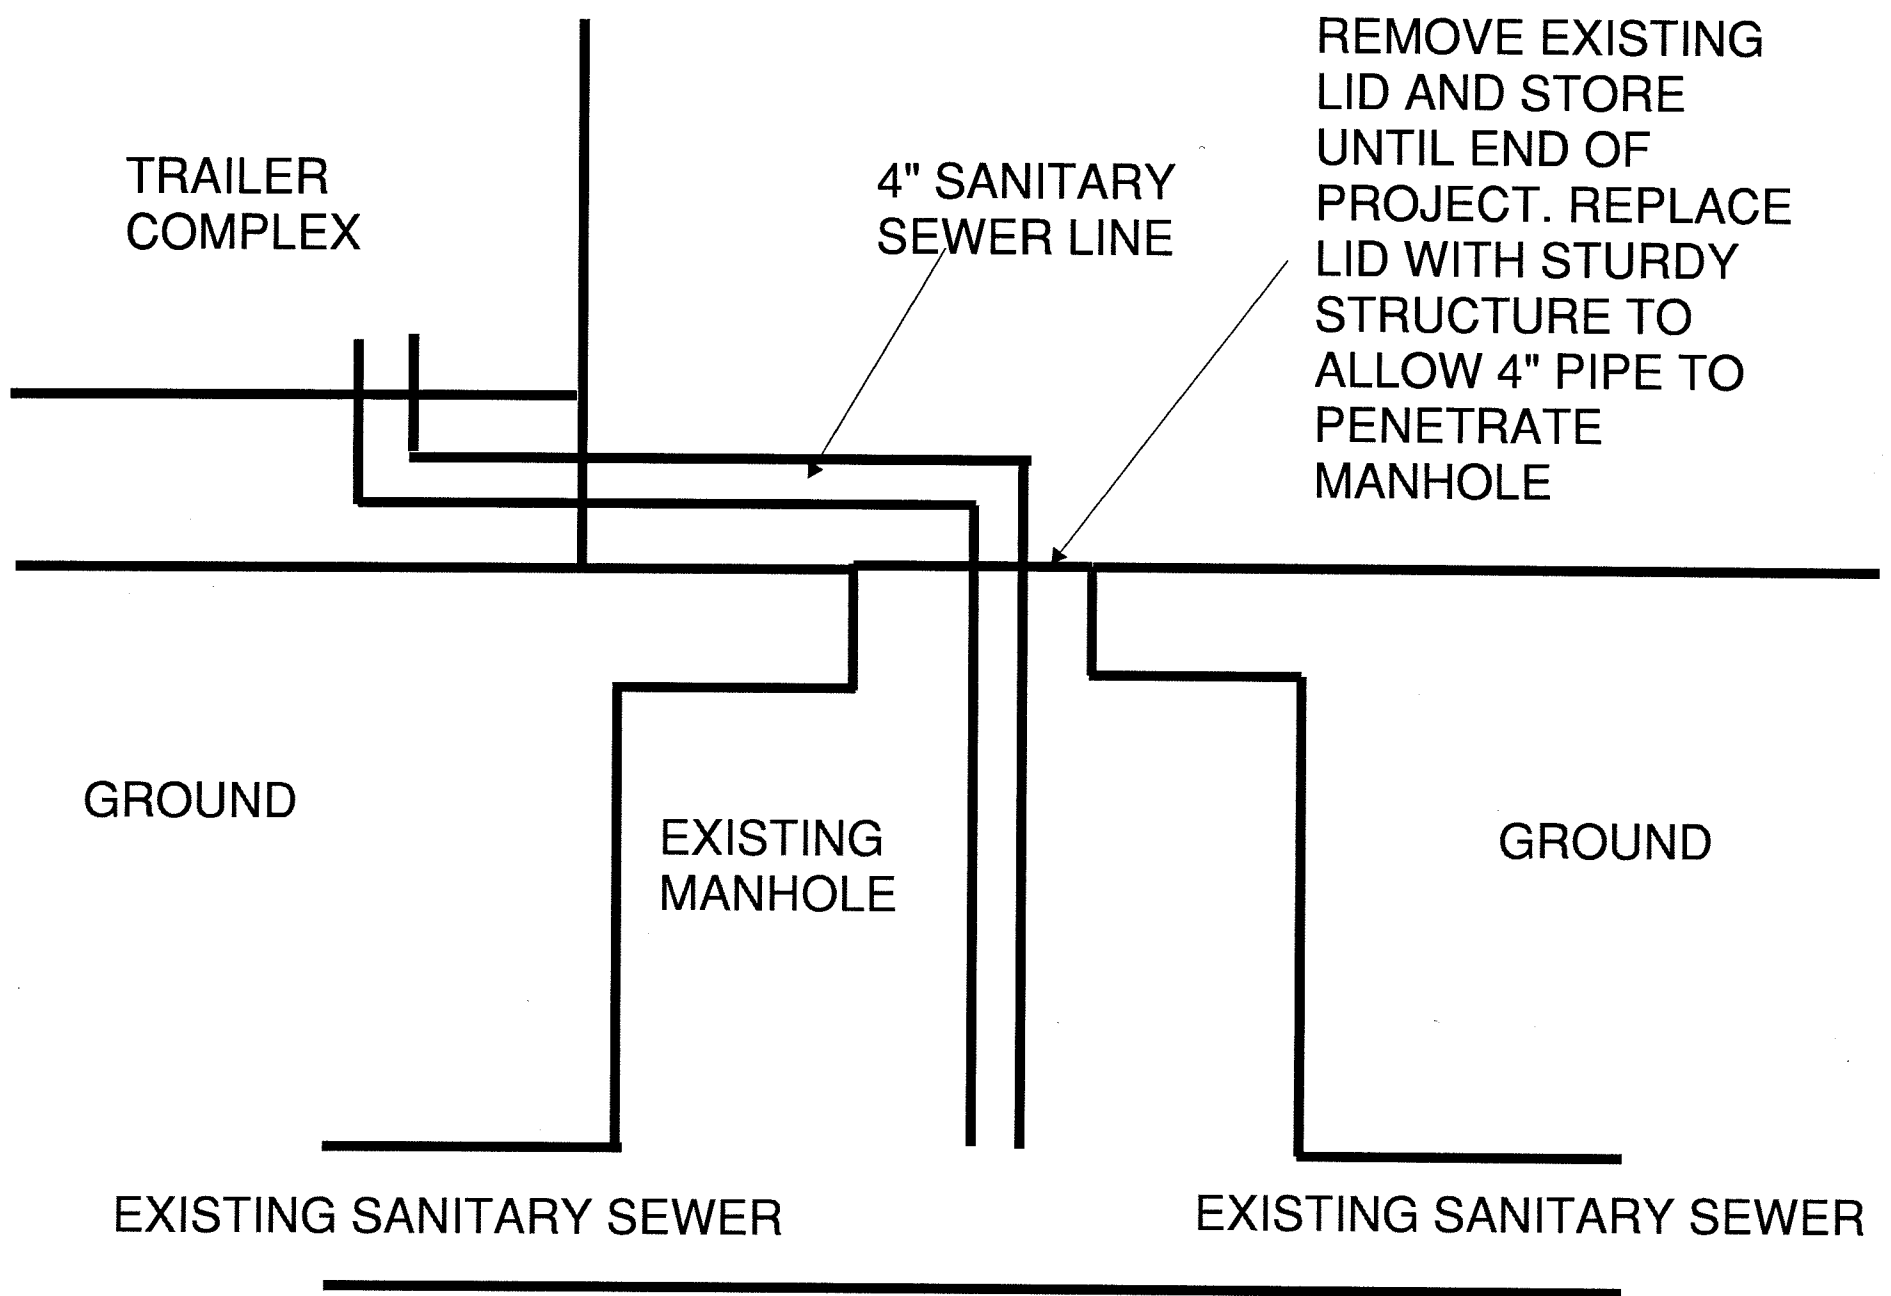 TRAILER
COMPLEX
4" SANITARY
SEWER LINE
REMOVE EXISTING
LID AND STORE
UNTIL END OF
PROJECT. REPLACE
LID WITH STURDY
STRUCTURE TO
ALLOW 4" PIPE TO
PENETRATE
MANHOLE
GROUND
EXISTING
MANHOLE
GROUND
EXISTING SANITARY SEWER
EXISTING SANITARY SEWER